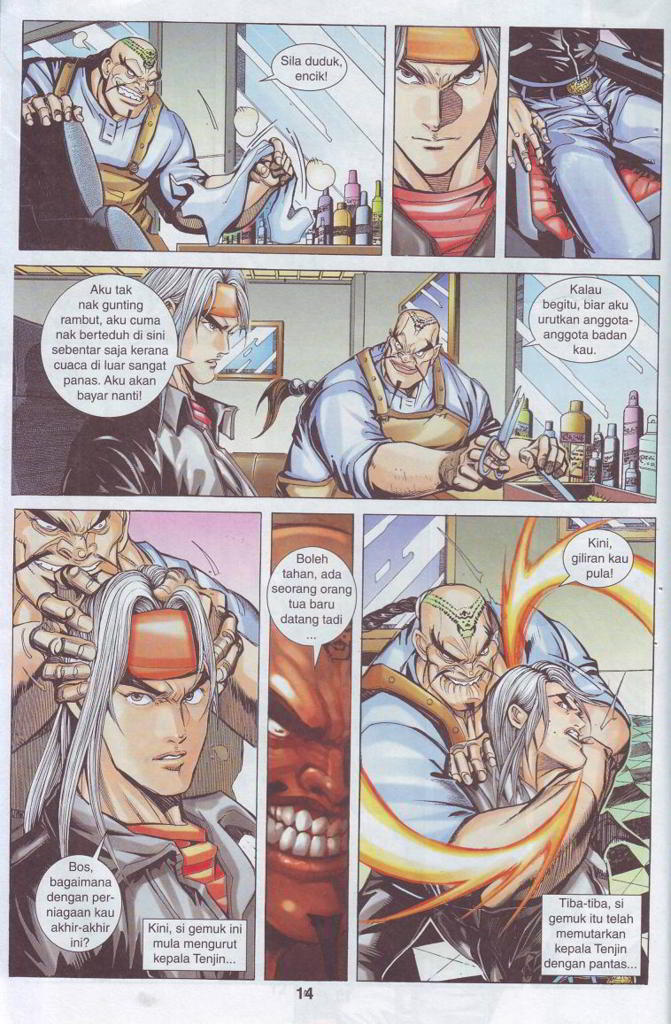 Sila duduk,
encik!
Aku tak
nak gunting
rambut, aku cuma
nak berteduh di sini
sebentar saja kerana
cuaca di luar sangat
panas. Aku akan
bayar nanti!
Kalau
begitu, biar aku
urutkan anggota-
anggota badan
kau.
Bos,
bagaimana
dengan per-
niagaan kau
akhir-akhir
ini?
Kini, si gemuk ini
mula mengurut
kepala Tenjin...
Boleh
tahan, ada
seorang orang
tua baru
datang tadi
...
Kini,
giliran kau
pula!
Tiba-tiba, si
gemuk itu telah
memutarkan
kepala Tenjin
dengan pantas...
14